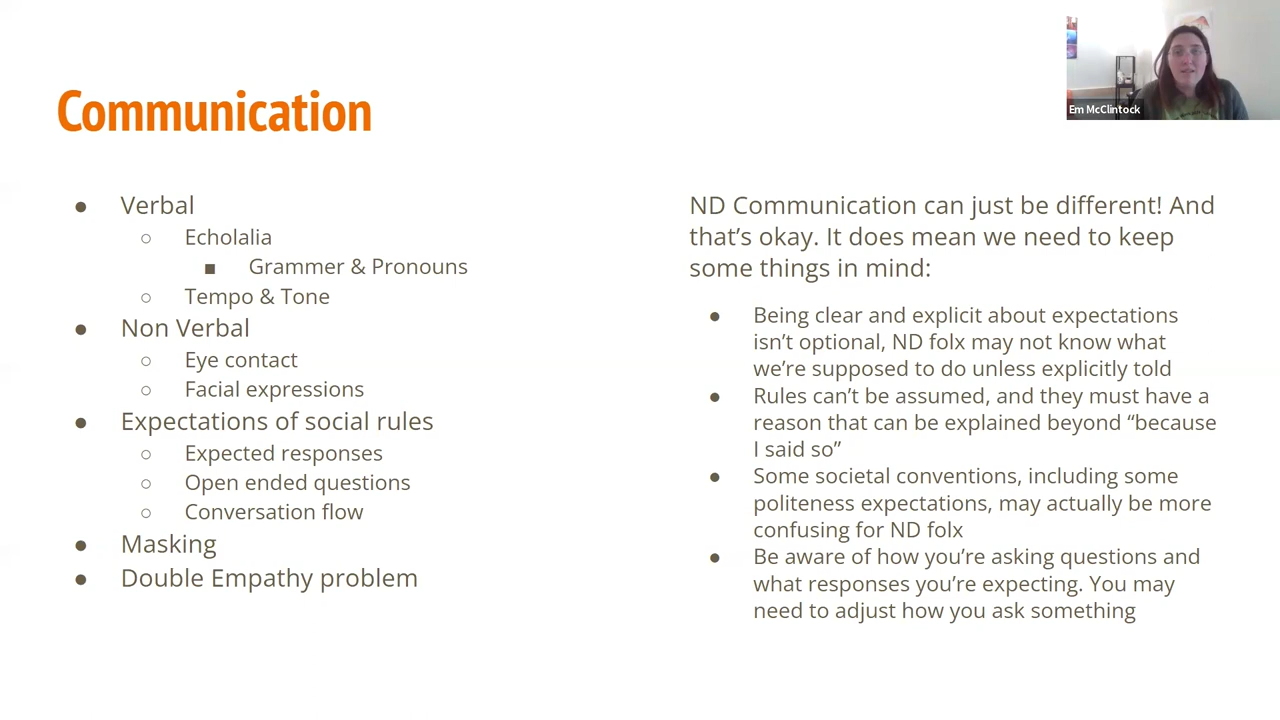 Communication
Em McClintock
● Verbal
○ Echolalia
■ Grammer & Pronouns
○ Tempo & Tone
● Non Verbal
○ Eye contact
○ Facial expressions
● Expectations of social rules
○ Expected responses
○ Open ended questions
○ Conversation flow
● Masking
● Double Empathy problem
ND Communication can just be different! And
that’s okay. It does mean we need to keep
some things in mind:
● Being clear and explicit about expectations
isn’t optional, ND folx may not know what
we’re supposed to do unless explicitly told
● Rules can’t be assumed, and they must have a
reason that can be explained beyond “because
I said so”
● Some societal conventions, including some
politeness expectations, may actually be more
confusing for ND folx
● Be aware of how you’re asking questions and
what responses you’re expecting. You may
need to adjust how you ask something